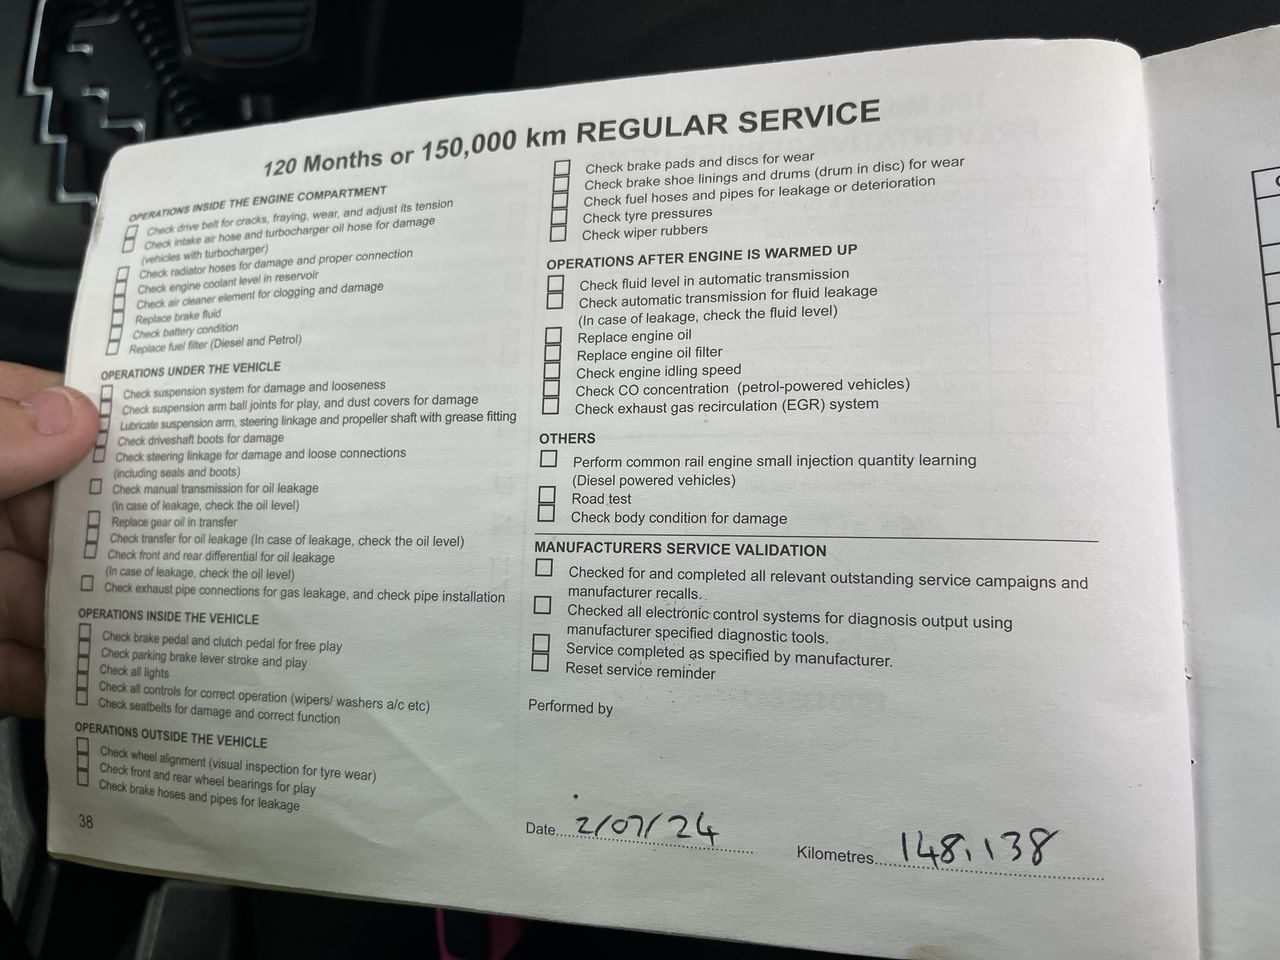 120 Months or 150,000 km REGULAR SERVICE
OPERATIONS INSIDE THE ENGINE COMPARTMENT
Check drive belt for cracks, fraying, wear, and adjust its tension
Check intake air hose and turbocharger oil hose for damage
(vehicles with turbocharger)
Check radiator hoses for damage and proper connection
Check engine coolant level in reservoir
Check air cleaner element for clogging and damage
Replace brake fluid
Check battery condition
Replace fuel filter (Diesel and Petrol)
OPERATIONS UNDER THE VEHICLE
Check suspension system for damage and looseness
Check suspension arm ball joints for play, and dust covers for damage
Lubricate suspension arm, steering linkage and propeller shaft with grease fitting
Check driveshaft boots for damage
Check steering linkage for damage and loose connections
(including seals and boots)
Check manual transmission for oil leakage
(In case of leakage, check the oil level)
Replace gear oil in transfer
Check transfer for oil leakage (In case of leakage, check the oil level)
Check front and rear differential for oil leakage
(In case of leakage, check the oil level)
Check exhaust pipe connections for gas leakage, and check pipe installation
OPERATIONS INSIDE THE VEHICLE
Check brake pedal and clutch pedal for free play
Check parking brake lever stroke and play
Check all lights
Check all controls for correct operation (wipers/ washers a/c etc)
Check seatbelts for damage and correct function
OPERATIONS OUTSIDE THE VEHICLE
Check wheel alignment (visual inspection for tyre wear)
Check front and rear wheel bearings for play
Check brake hoses and pipes for leakage
38
Check brake pads and discs for wear
Check brake shoe linings and drums (drum in disc) for wear
Check fuel hoses and pipes for leakage or deterioration
Check tyre pressures
Check wiper rubbers
OPERATIONS AFTER ENGINE IS WARMED UP
Check fluid level in automatic transmission
Check automatic transmission for fluid leakage
(In case of leakage, check the fluid level)
Replace engine oil
Replace engine oil filter
Check engine idling speed
Check CO concentration (petrol-powered vehicles)
Check exhaust gas recirculation (EGR) system
OTHERS
Perform common rail engine small injection quantity learning
(Diesel powered vehicles)
Road test
Check body condition for damage
MANUFACTURERS SERVICE VALIDATION
Checked for and completed all relevant outstanding service campaigns and
manufacturer recalls.
Checked all electronic control systems for diagnosis output using
manufacturer specified diagnostic tools.
Service completed as specified by manufacturer.
Reset service reminder
Performed by
Date 2/07/24
Kilometres 148,138